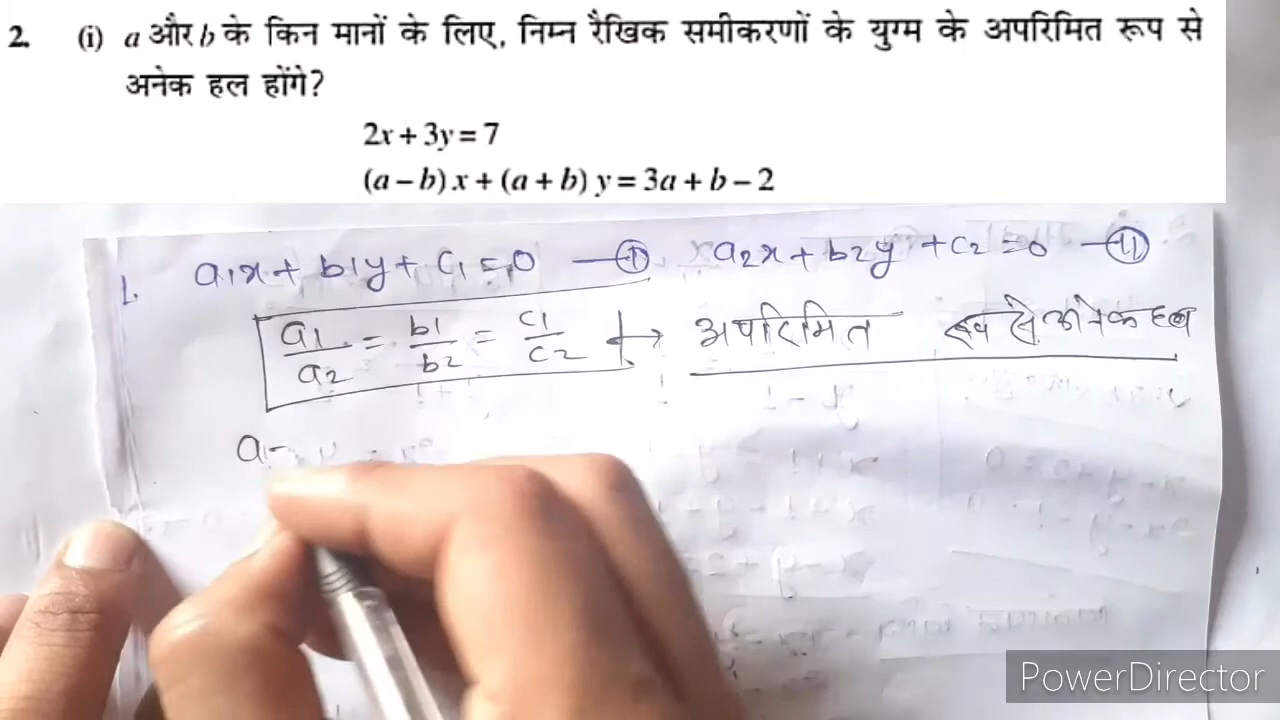 2. (i) a और b के किन मानों के लिए, निम्न रैखिक समीकरणों के युग्म के अपरिमित रूप से
अनेक हल होंगे?
2x + 3y = 7
(a – b) x + (a + b) y = 3a + b – 2
1. a₁x + b₁y + c₁ = 0 —(I) a₂x + b₂y + c₂ = 0 —(II)
a₁/a₂ = b₁/b₂ = c₁/c₂ → अपरिमित रूप से अनेक हल
a
PowerDirector